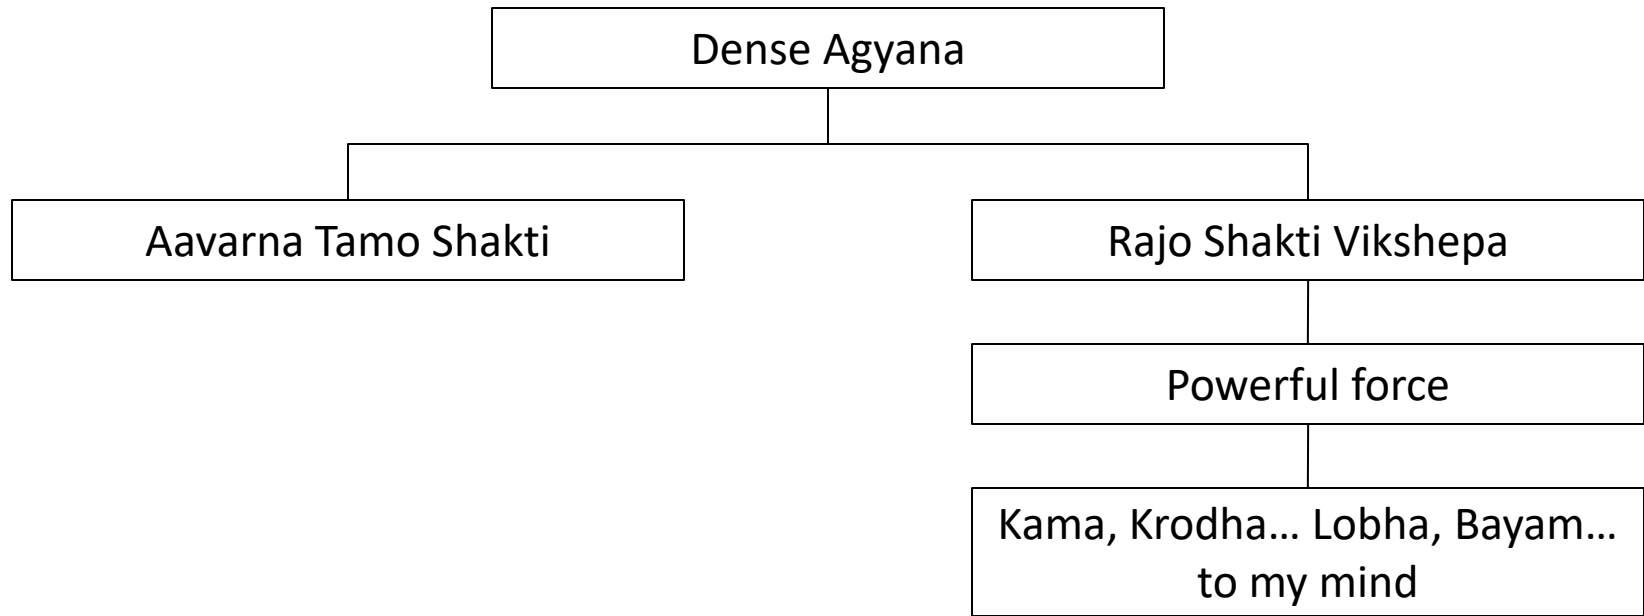 Dense Agyana
Aavarna Tamo Shakti
Rajo Shakti Vikshepa
Powerful force
Kama, Krodha… Lobha, Bayam…
to my mind